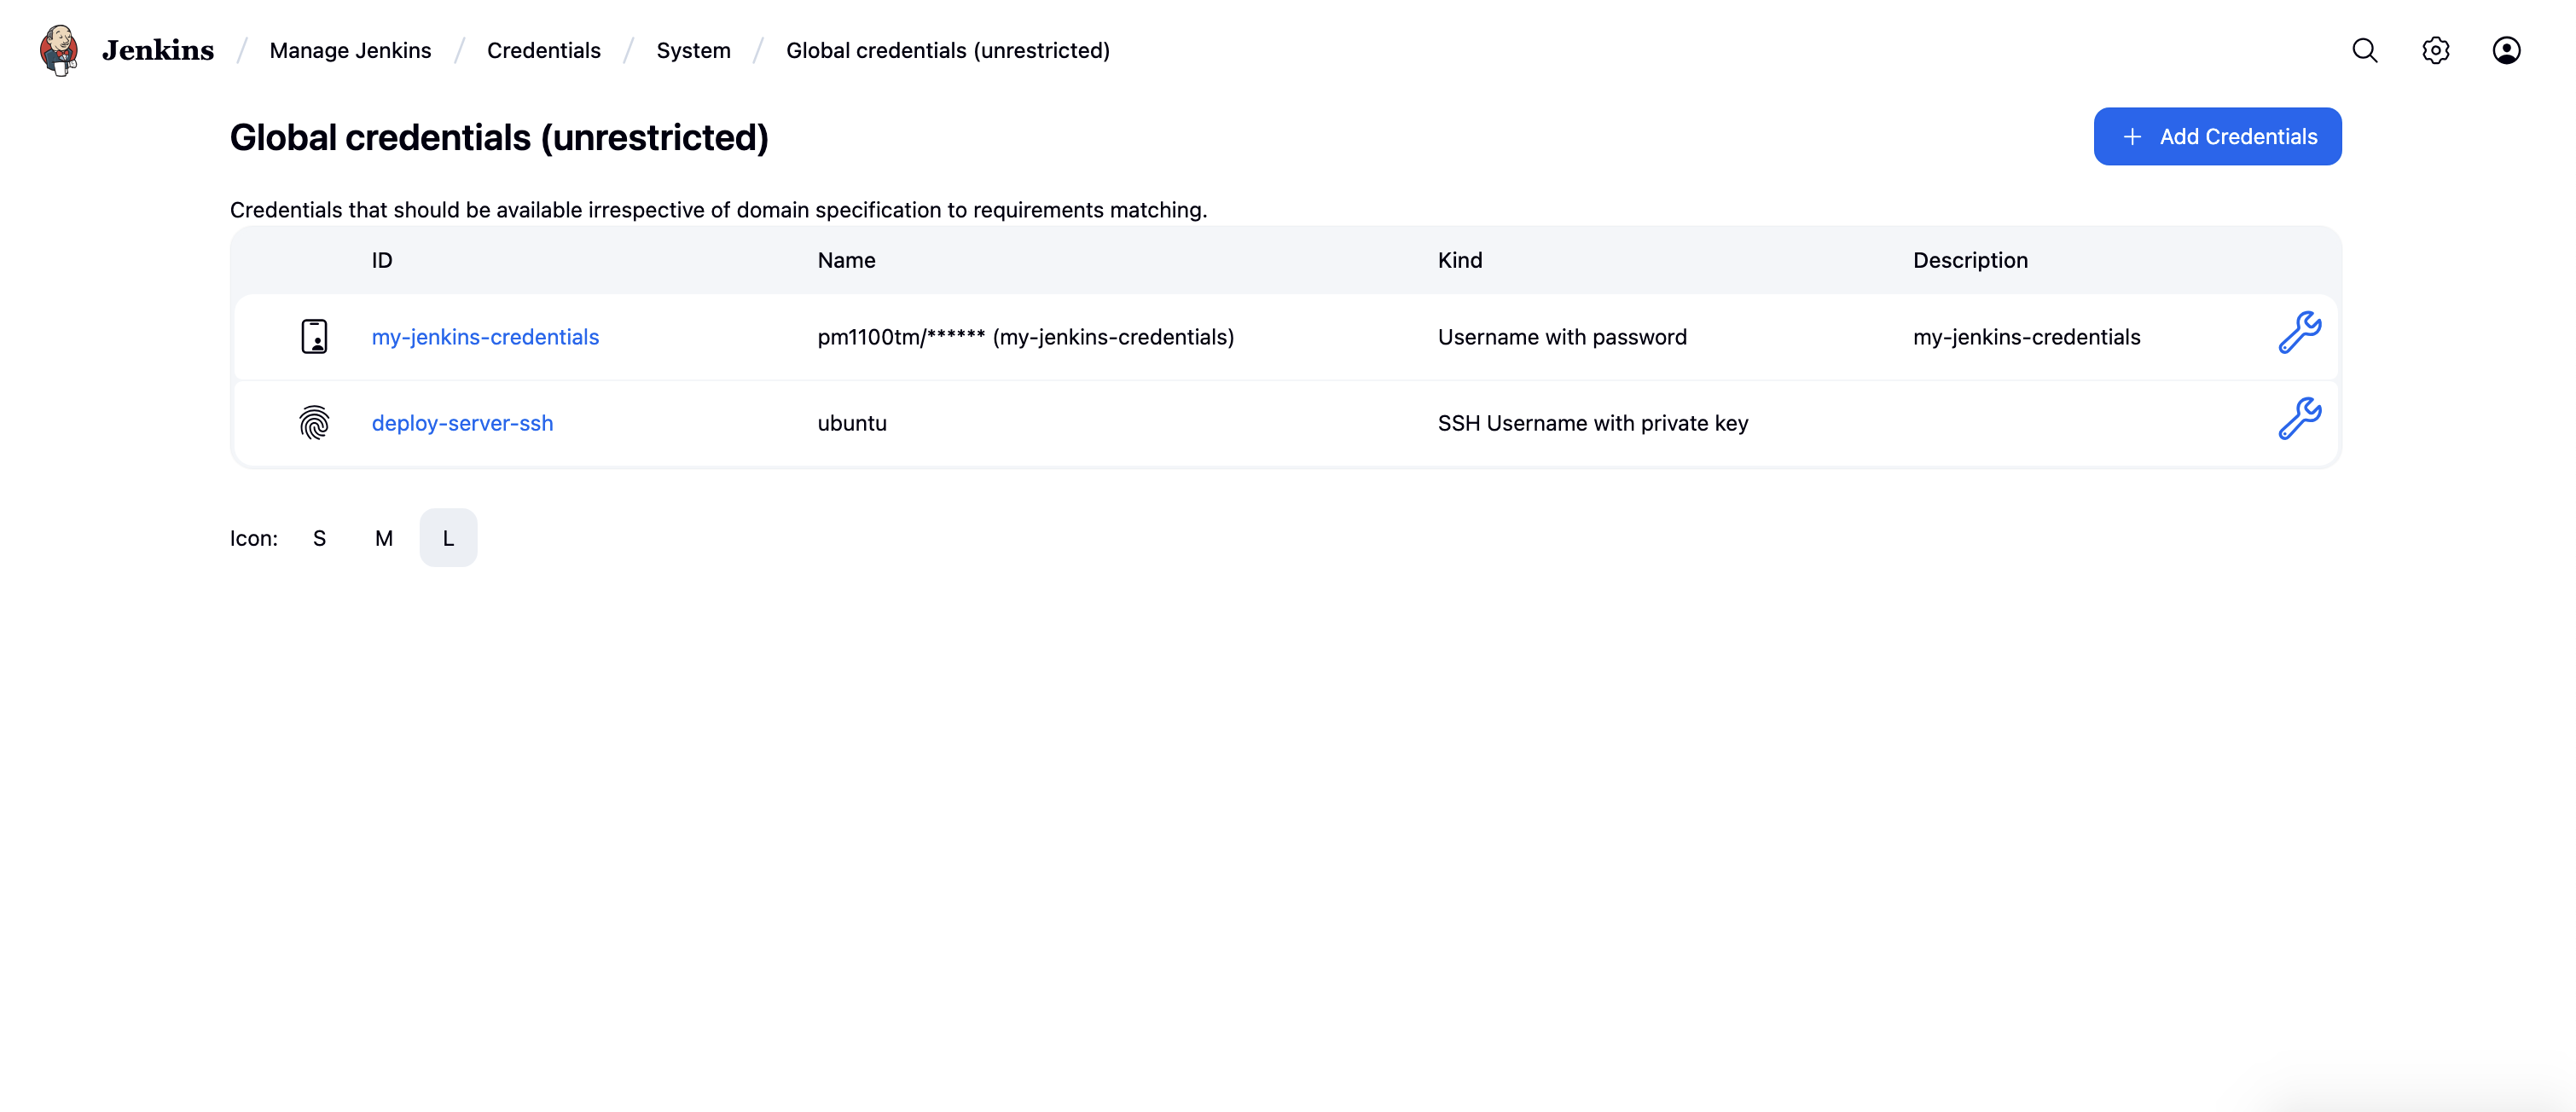 Jenkins / Manage Jenkins / Credentials / System / Global credentials (unrestricted)
Global credentials (unrestricted)
+ Add Credentials
Credentials that should be available irrespective of domain specification to requirements matching.
ID Name Kind Description
my-jenkins-credentials pm1100tm/****** (my-jenkins-credentials) Username with password my-jenkins-credentials
deploy-server-ssh ubuntu SSH Username with private key
Icon: S M L